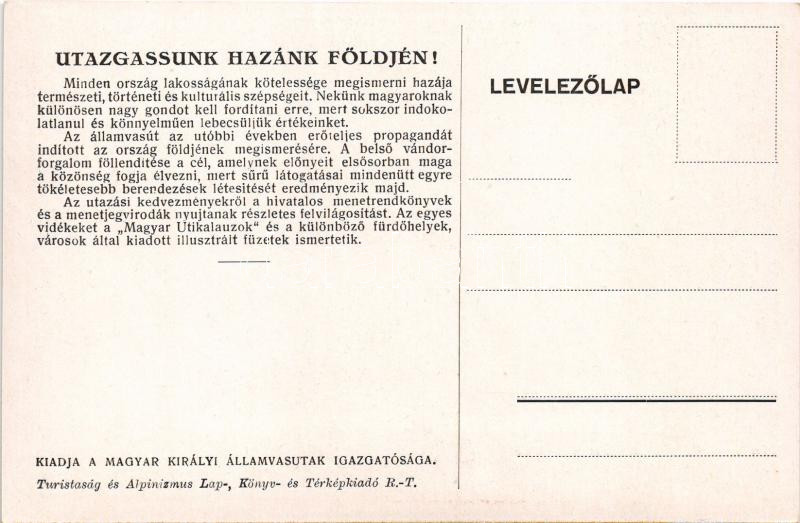 UTAZGASSUNK HAZÁNK FÖLDJÉN!
Minden ország lakosságának kötelessége megismerni hazája
természeti, történeti és kulturális szépségeit. Nekünk magyaroknak
különösen nagy gondot kell fordítani erre, mert sokszor indoko-
latlanul és könnyelműen lebecsüljük értékeinket.
Az államvasút az utóbbi években erőteljes propagandát
indított az ország földjének megismerésére. A belső vándor-
forgalom föllendítése a cél, amelynek előnyeit elsősorban maga
a közönség fogja élvezni, mert sűrű látogatásai mindenütt egyre
tökéletesebb berendezések létesitését eredményezik majd.
Az utazási kedvezményekről a hivatalos menetrendkönyvek
és a menetjegyirodák nyujtanak részletes felvilágositást. Az egyes
vidékeket a „Magyar Utikalauzok“ és a különböző fürdőhelyek,
városok által kiadott illusztrált füzetek ismertetik.
KIADJA A MAGYAR KIRÁLYI ÁLLAMVASUTAK IGAZGATÓSÁGA.
Turistaság és Alpinizmus Lap-, Könyv- és Térképkiadó R.-T.
LEVELEZŐLAP